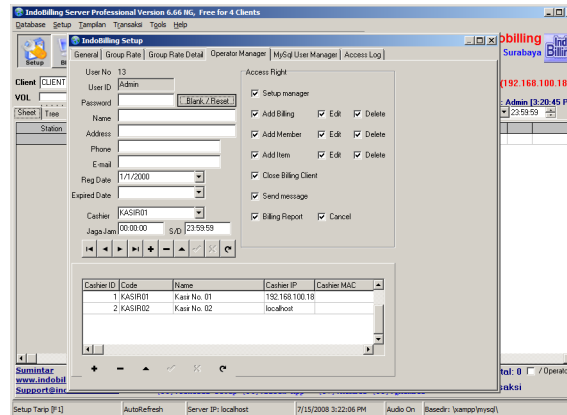 IndoBilling Server Professional Version 6.66 NG, Free for 4 Clients
Database Setup Tampilan Transaksi Tools Help
Setup
IndoBilling Setup
General Group Rate Group Rate Detail Operator Manager MySql User Manager Access Log
User No 13
User ID Admin
Password Blank / Reset
Name
Address
Phone
E-mail
Reg Date 1/1/2000
Expired Date
Cashier KASIR01
Jaga Jam 00:00:00 S/D 23:59:59
Access Right
Setup manager
Add Billing Edit Delete
Add Member Edit Delete
Add Item Edit Delete
Close Billing Client
Send message
Billing Report Cancel
Cashier ID Code Name Cashier IP Cashier MAC
1 KASIR01 Kasir No. 01 192.168.100.18
2 KASIR02 Kasir No. 02 localhost
Client CLIENT
VOL
Sheet Tree
Station
obilling
Surabaya
Billin
(192.168.100.18
: Admin [3:20:45 P
23:59:59
Sumintar
www.indobil
Support@in
tal: 0 / Operato
aksi
Setup Tarip [F1] AutoRefresh Server IP: localhost 7/15/2008 3:22:06 PM Audio On Basedir: \xampp\mysql\